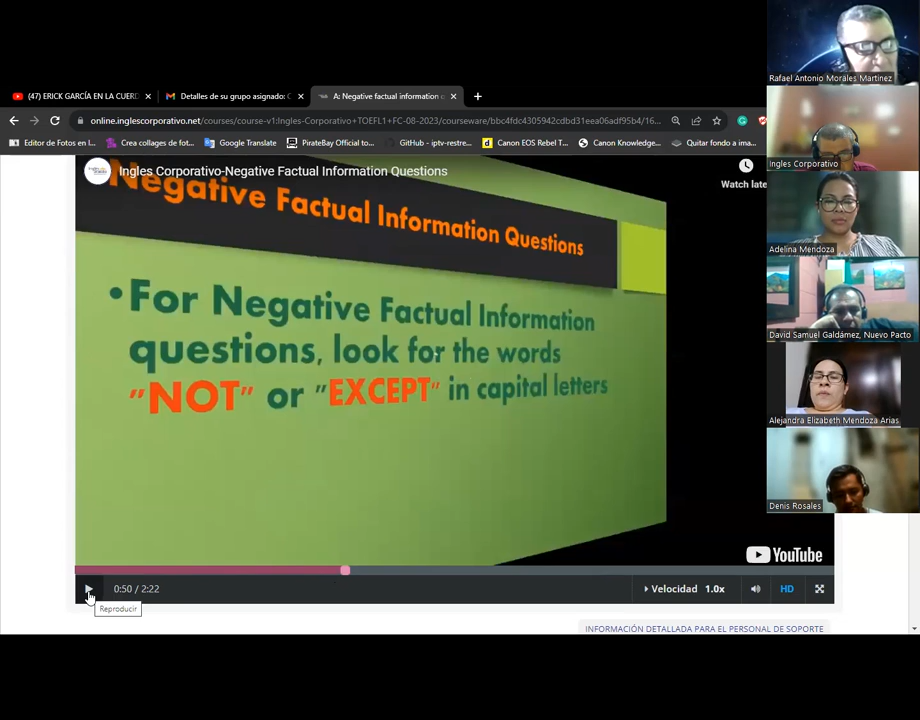 (47) ERICK GARCÍA EN LA CUERD
Detalles de su grupo asignado: C
A: Negative factual information q
online.inglescorporativo.net/courses/course-v1:Ingles-Corporativo+TOEFL1+FC-08-2023/courseware/bbc4fdc4305942cdbd31eea06adf95b4/16...
Editor de Fotos en l...
Crea collages de fot...
Google Translate
PirateBay Official to...
GitHub - iptv-restre...
Canon EOS Rebel T...
Canon Knowledge...
Quitar fondo a ima...
Ingles Corporativo-Negative Factual Information Questions
Watch late
Negative Factual Information Questions
•For Negative Factual Information
questions, look for the words
"NOT" or "EXCEPT" in capital letters
YouTube
0:50 / 2:22
Velocidad 1.0x
HD
Reproducir
INFORMACIÓN DETALLADA PARA EL PERSONAL DE SOPORTE
Rafael Antonio Morales Martinez
Ingles Corporativo
Adelina Mendoza
David Samuel Galdámez, Nuevo Pacto
Alejandra Elizabeth Mendoza Arias
Denis Rosales